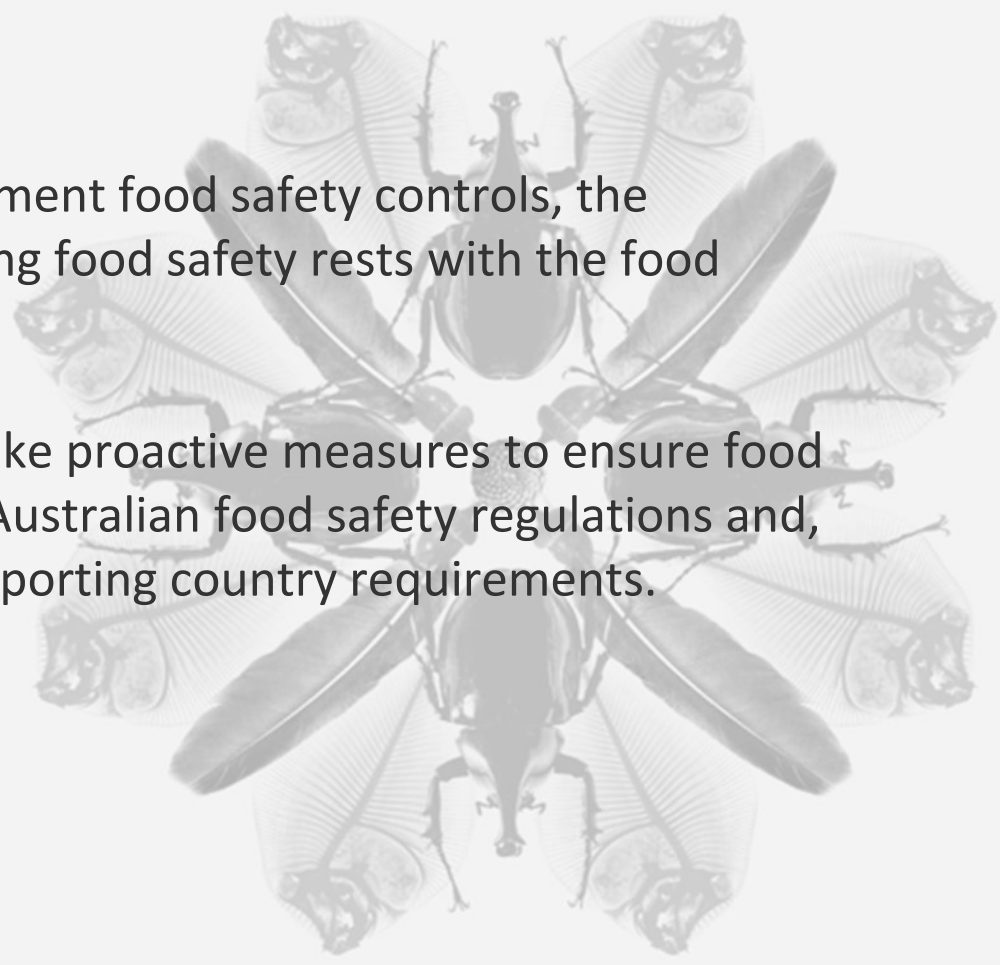 ment food safety controls, the
ng food safety rests with the food
ke proactive measures to ensure food
Australian food safety regulations and,
porting country requirements.